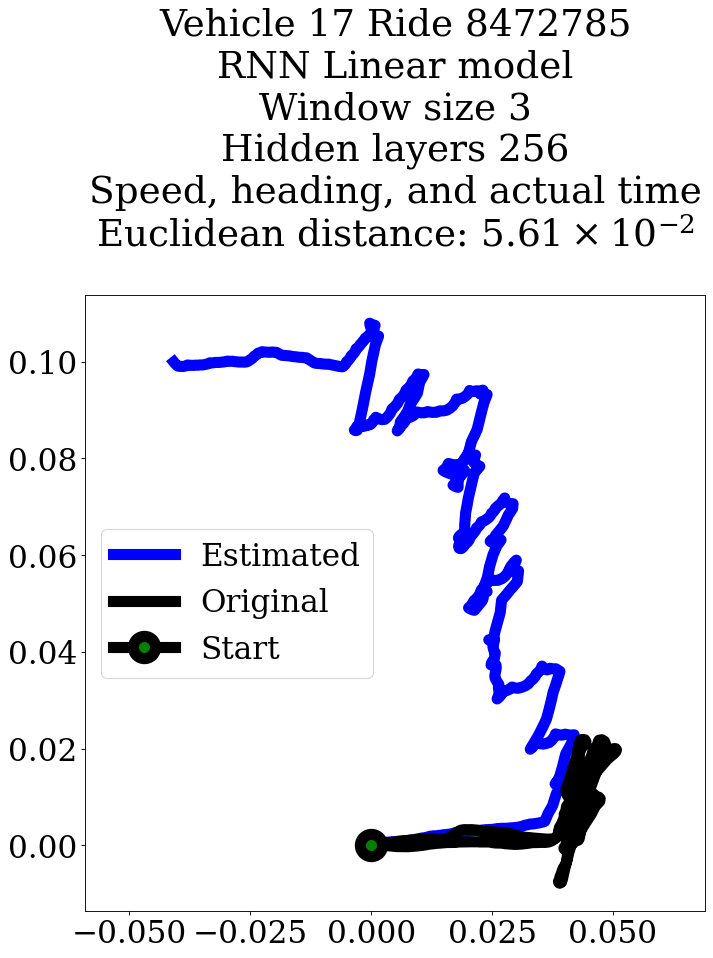 Vehicle 17 Ride 8472785
RNN Linear model
Window size 3
Hidden layers 256
Speed, heading, and actual time
Euclidean distance: 5.61 × 10⁻²
0.10
0.08
0.06
0.04
0.02
0.00
Estimated
Original
Start
−0.050 −0.025 0.000 0.025 0.050